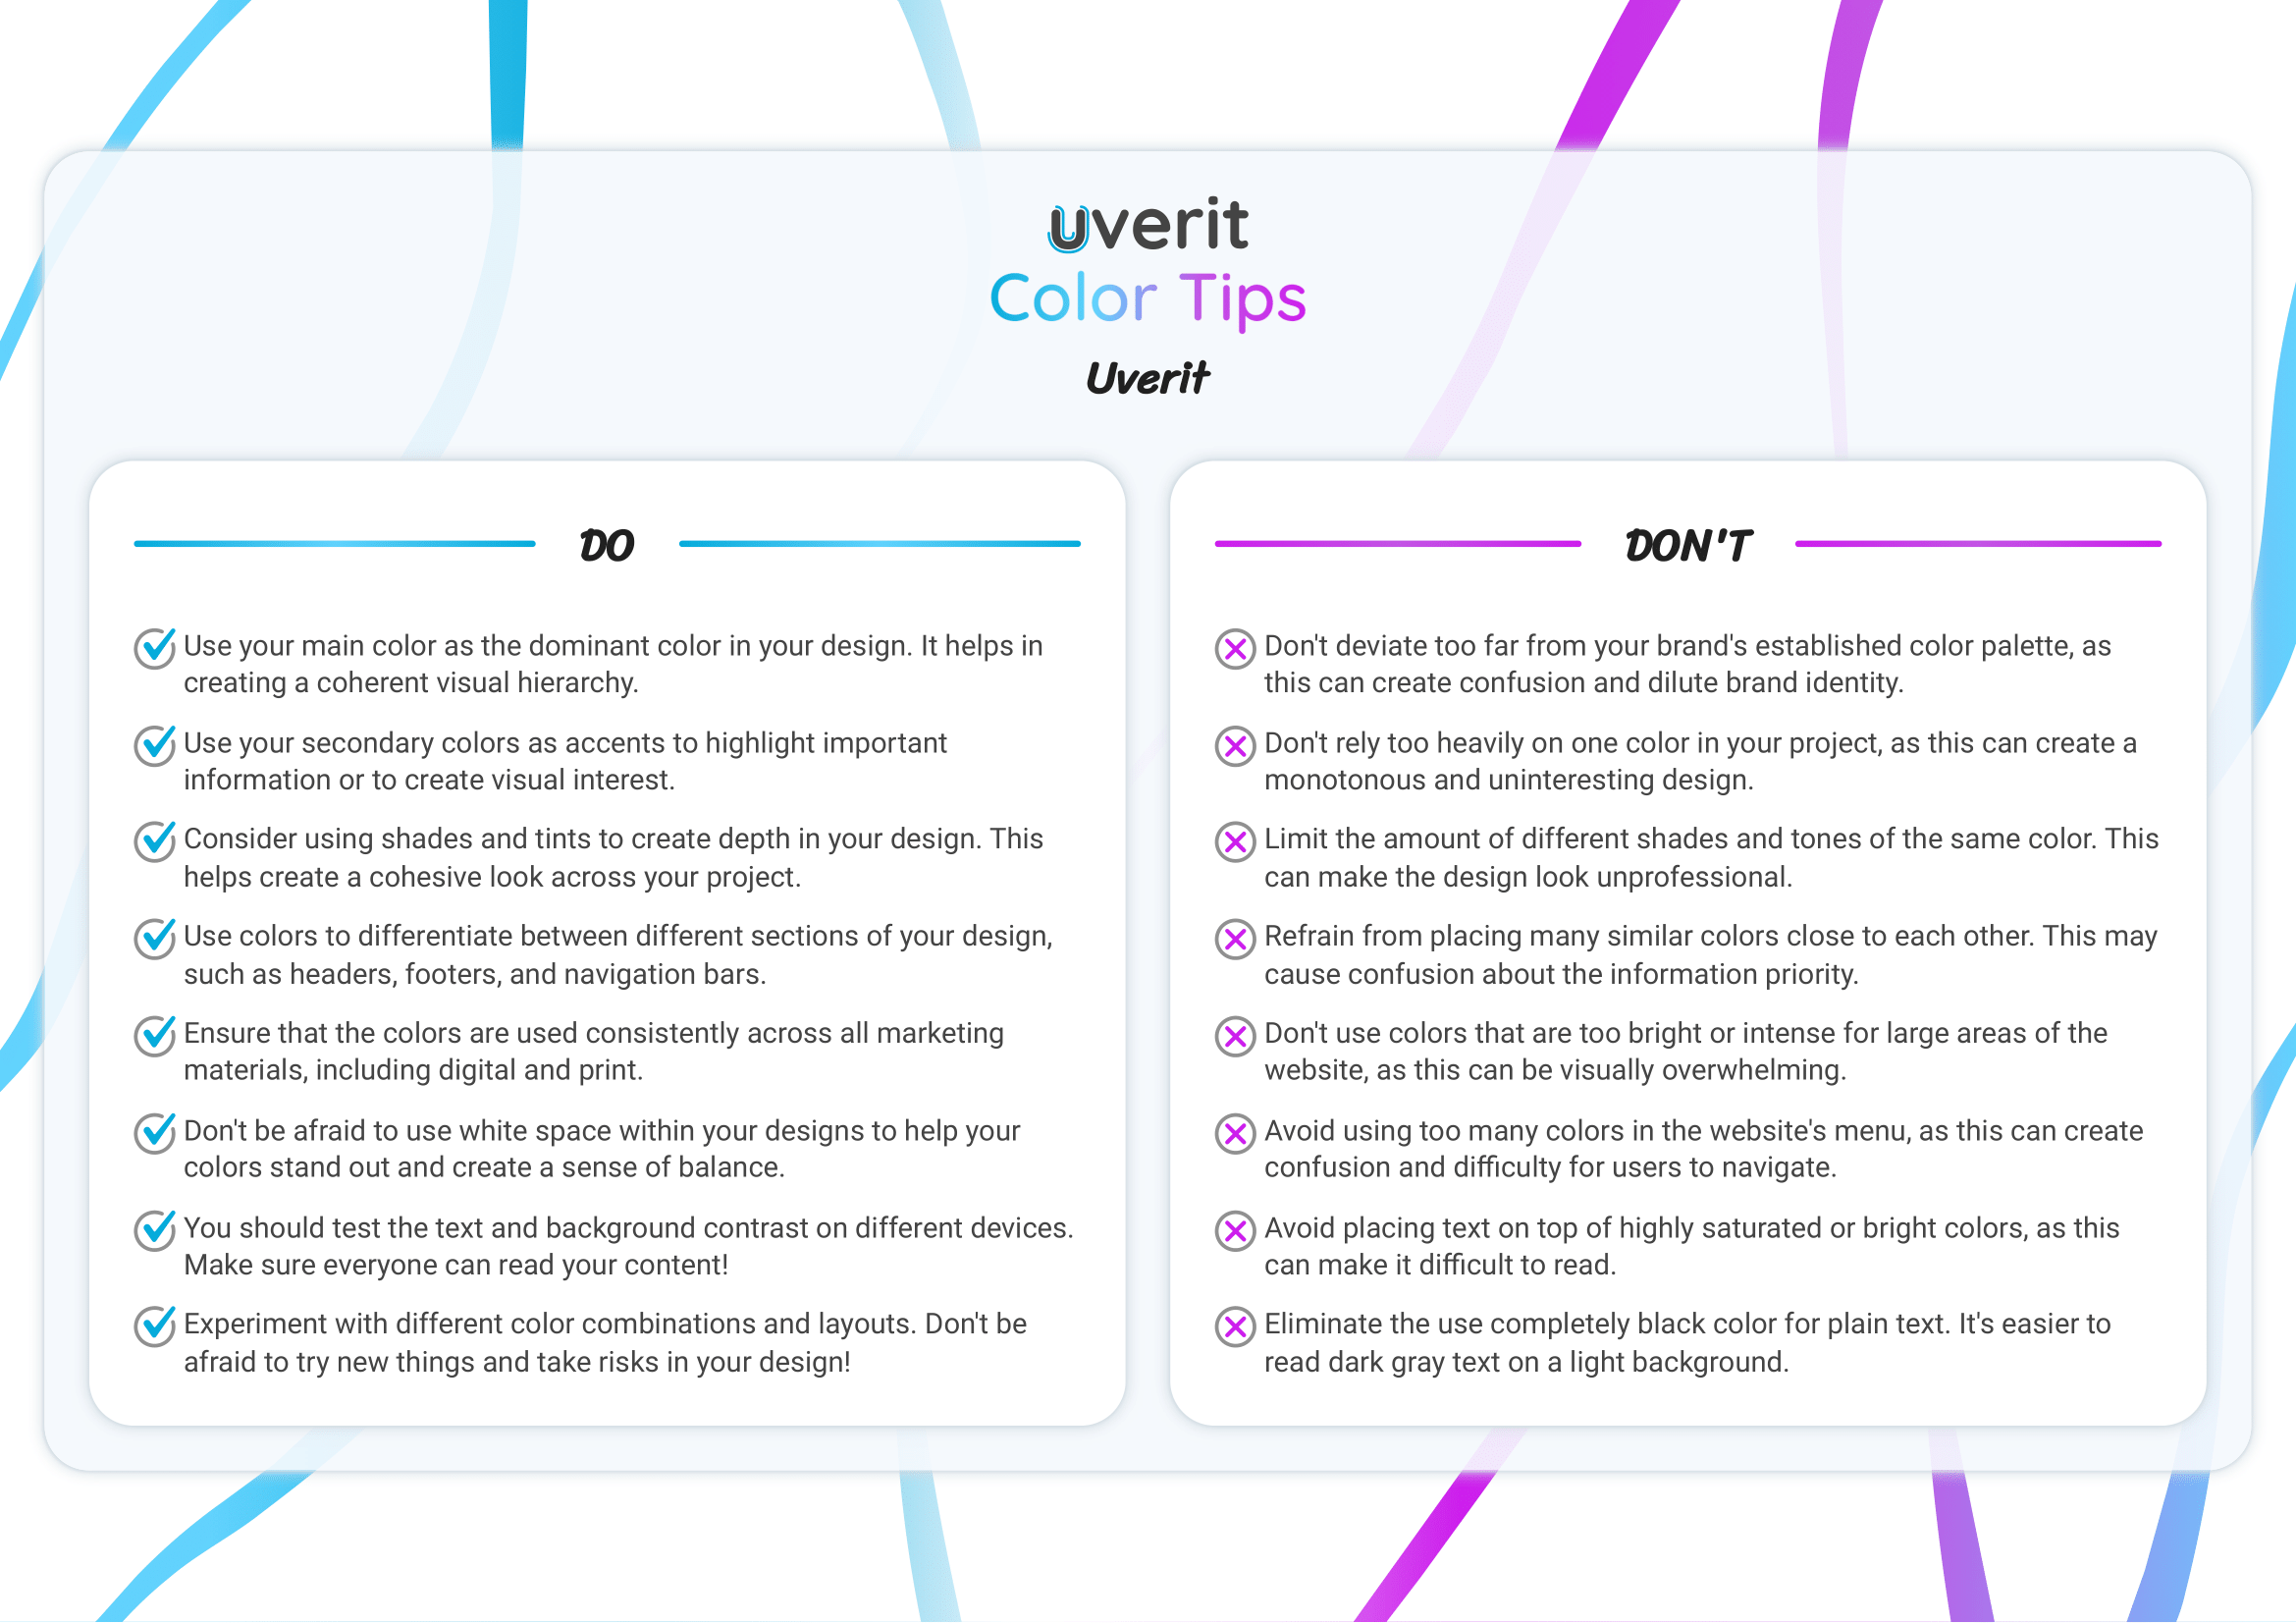 uverit
Color Tips
Uverit
DO
Use your main color as the dominant color in your design. It helps in
creating a coherent visual hierarchy.
Use your secondary colors as accents to highlight important
information or to create visual interest.
Consider using shades and tints to create depth in your design. This
helps create a cohesive look across your project.
Use colors to differentiate between different sections of your design,
such as headers, footers, and navigation bars.
Ensure that the colors are used consistently across all marketing
materials, including digital and print.
Don't be afraid to use white space within your designs to help your
colors stand out and create a sense of balance.
You should test the text and background contrast on different devices.
Make sure everyone can read your content!
Experiment with different color combinations and layouts. Don't be
afraid to try new things and take risks in your design!
DON'T
Don't deviate too far from your brand's established color palette, as
this can create confusion and dilute brand identity.
Don't rely too heavily on one color in your project, as this can create a
monotonous and uninteresting design.
Limit the amount of different shades and tones of the same color. This
can make the design look unprofessional.
Refrain from placing many similar colors close to each other. This may
cause confusion about the information priority.
Don't use colors that are too bright or intense for large areas of the
website, as this can be visually overwhelming.
Avoid using too many colors in the website's menu, as this can create
confusion and difficulty for users to navigate.
Avoid placing text on top of highly saturated or bright colors, as this
can make it difficult to read.
Eliminate the use completely black color for plain text. It's easier to
read dark gray text on a light background.